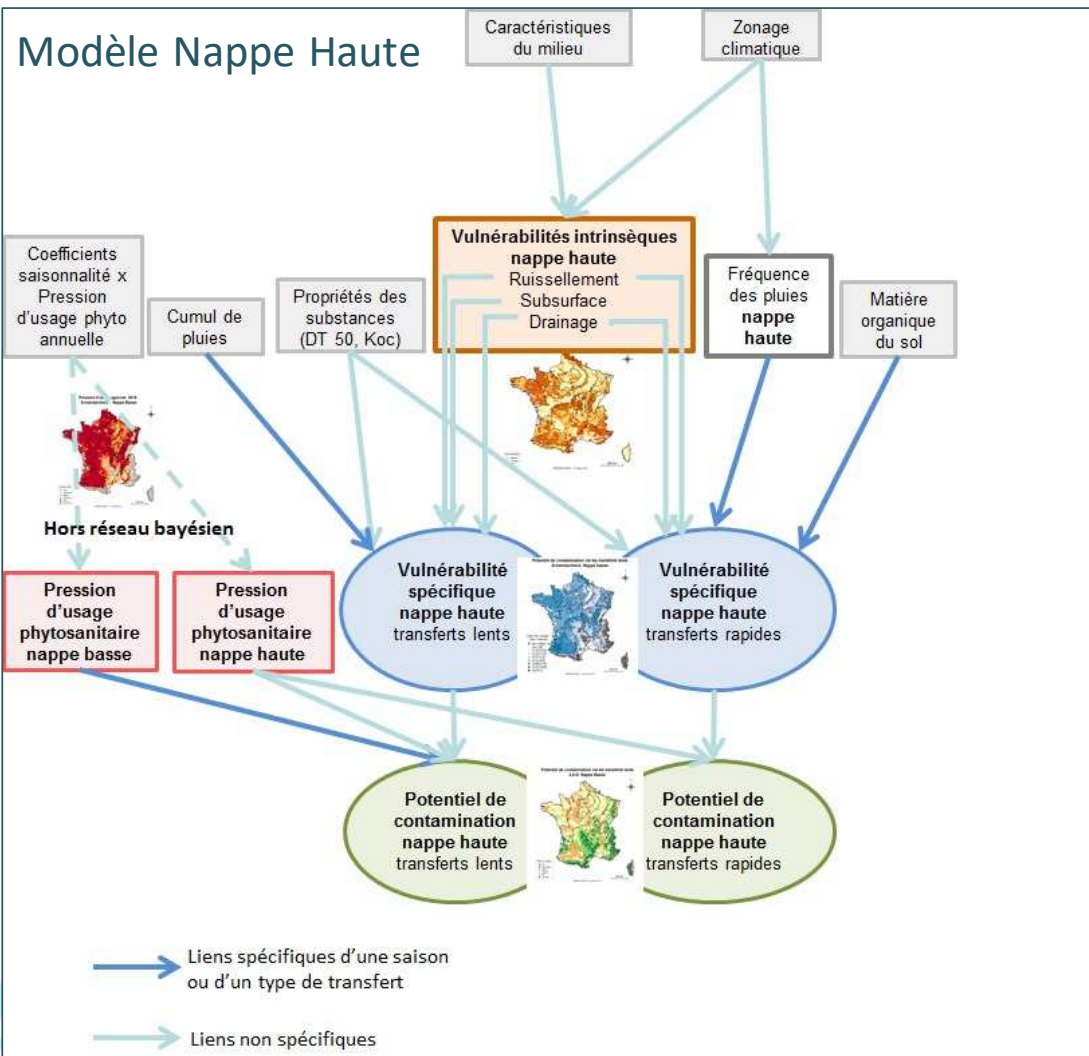 Modèle Nappe Haute
Caractéristiques
du milieu
Zonage
climatique
Coefficients
saisonnalité x
Pression
d'usage phyto
annuelle
Cumul de
pluies
Propriétés des
substances
(DT 50, Koc)
Vulnérabilités intrinsèques
nappe haute
Ruissellement
Subsurface
Drainage
Fréquence
des pluies
nappe
haute
Matière
organique
du sol
Hors réseau bayésien
Pression
d'usage
phytosanitaire
nappe basse
Pression
d'usage
phytosanitaire
nappe haute
Vulnérabilité
spécifique
nappe haute
transferts lents
Vulnérabilité
spécifique
nappe haute
transferts rapides
Potentiel de
contamination
nappe haute
transferts lents
Potentiel de
contamination
nappe haute
transferts rapides
Liens spécifiques d'une saison
ou d'un type de transfert
Liens non spécifiques